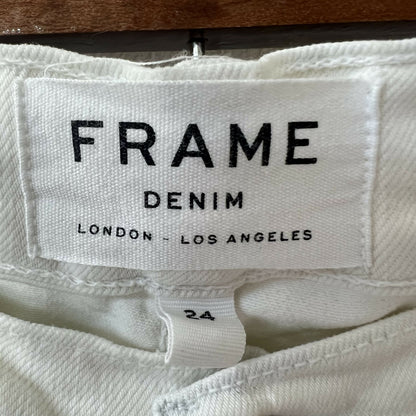 FRAME
DENIM
LONDON - LOS ANGELES
24